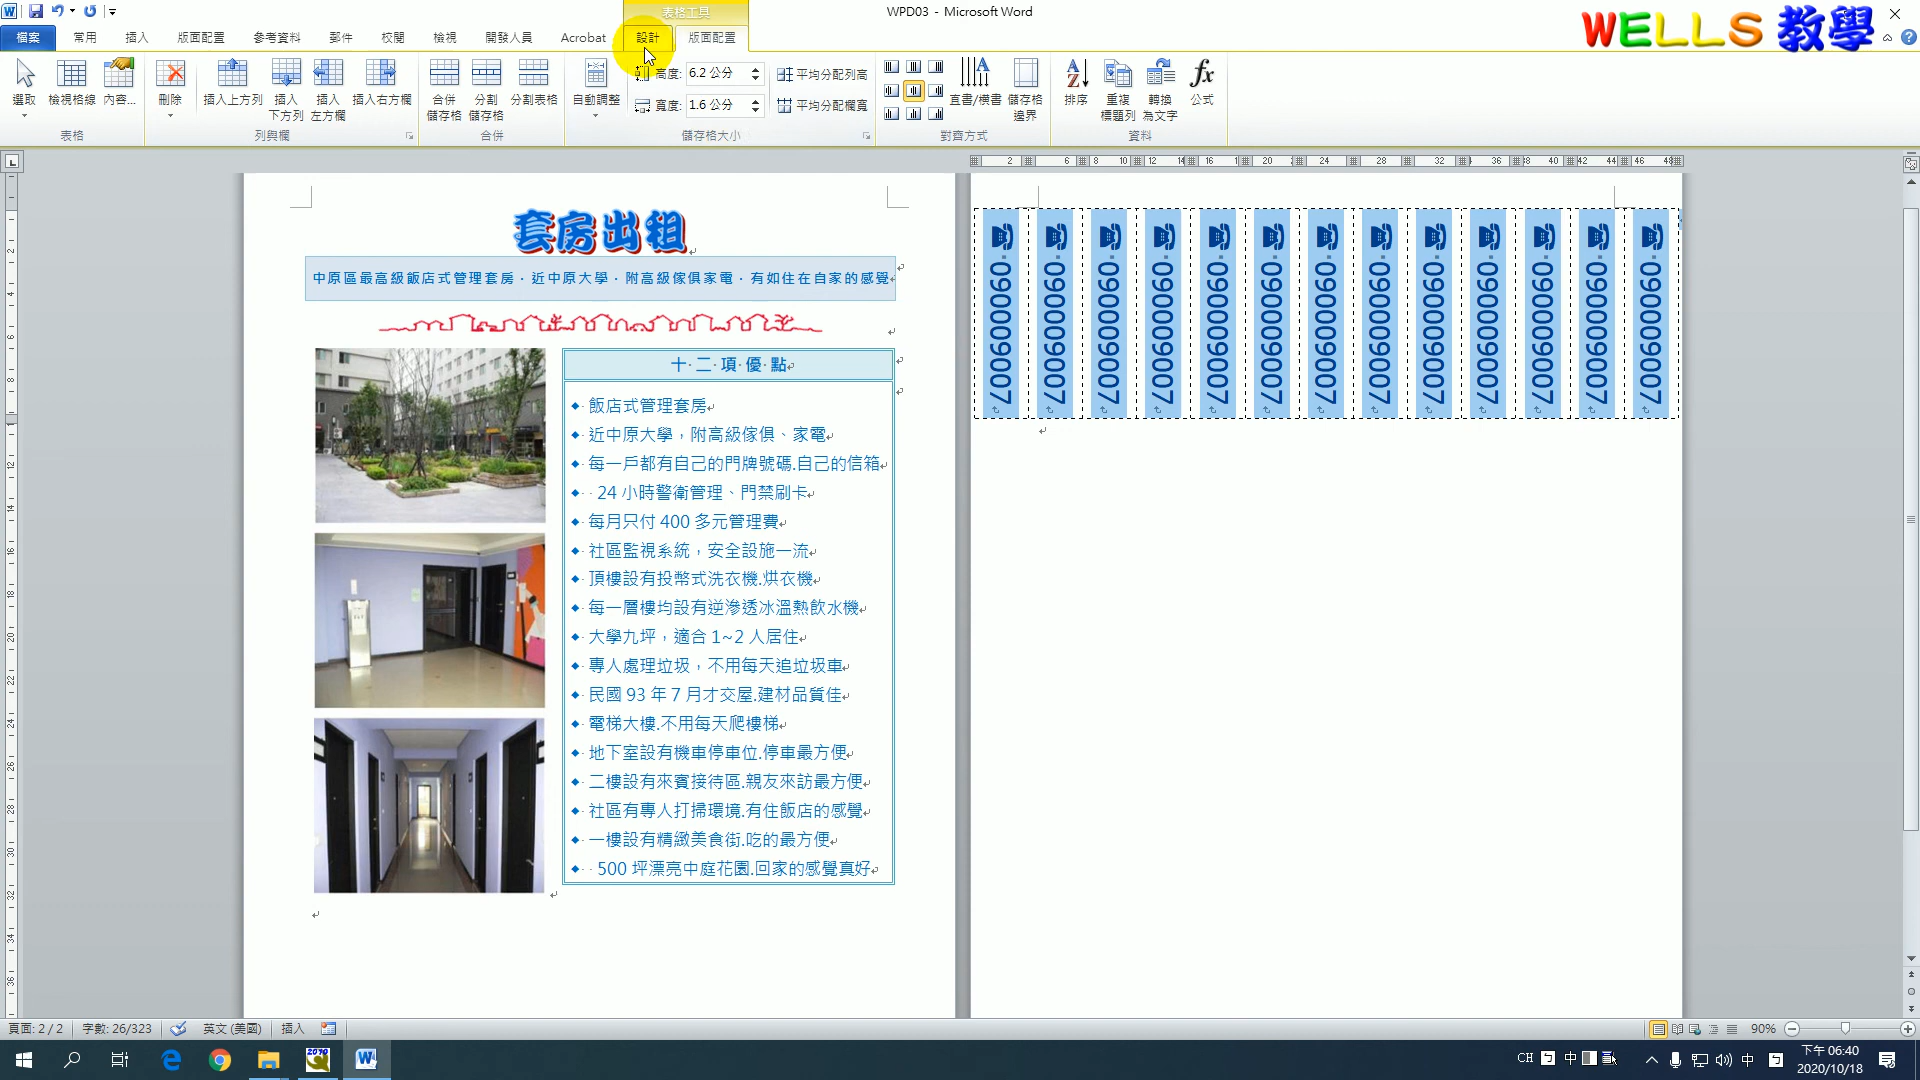 表格工具
WPD03 - Microsoft Word
WELLS 教學
檔案 常用 插入 版面配置 參考資料 郵件 校閱 檢視 開發人員 Acrobat 設計 版面配置
選取 檢視格線 內容... 刪除 插入上方列 插入下方列 插入左方欄 插入右方欄 合併儲存格 分割儲存格 分割表格 自動調整
高度: 6.2 公分 平均分配列高
寬度: 1.6 公分 平均分配欄寬
直書/橫書 儲存格邊界 排序 重複標題列 轉換為文字 公式
表格 列與欄 合併 儲存格大小 對齊方式 資料
套房出租
中原區最高級飯店式管理套房．近中原大學．附高級傢俱家電．有如住在自家的感覺
十二項優點
飯店式管理套房
近中原大學，附高級傢俱、家電
每一戶都有自己的門牌號碼.自己的信箱
24 小時警衛管理、門禁刷卡
每月只付 400 多元管理費
社區監視系統，安全設施一流
頂樓設有投幣式洗衣機.烘衣機
每一層樓均設有逆滲透冰溫熱飲水機
大學九坪，適合 1~2 人居住
專人處理垃圾，不用每天追垃圾車
民國 93 年 7 月才交屋.建材品質佳
電梯大樓.不用每天爬樓梯
地下室設有機車停車位.停車最方便
二樓設有來賓接待區.親友來訪最方便
社區有專人打掃環境.有住飯店的感覺
一樓設有精緻美食街.吃的最方便
500 坪漂亮中庭花園.回家的感覺真好
0900090007
0900090007
0900090007
0900090007
0900090007
0900090007
0900090007
0900090007
0900090007
0900090007
0900090007
0900090007
0900090007
頁面: 2 / 2 字數: 26/323 英文 (美國) 插入 90%
CH 中 中 下午 06:40
2020/10/18